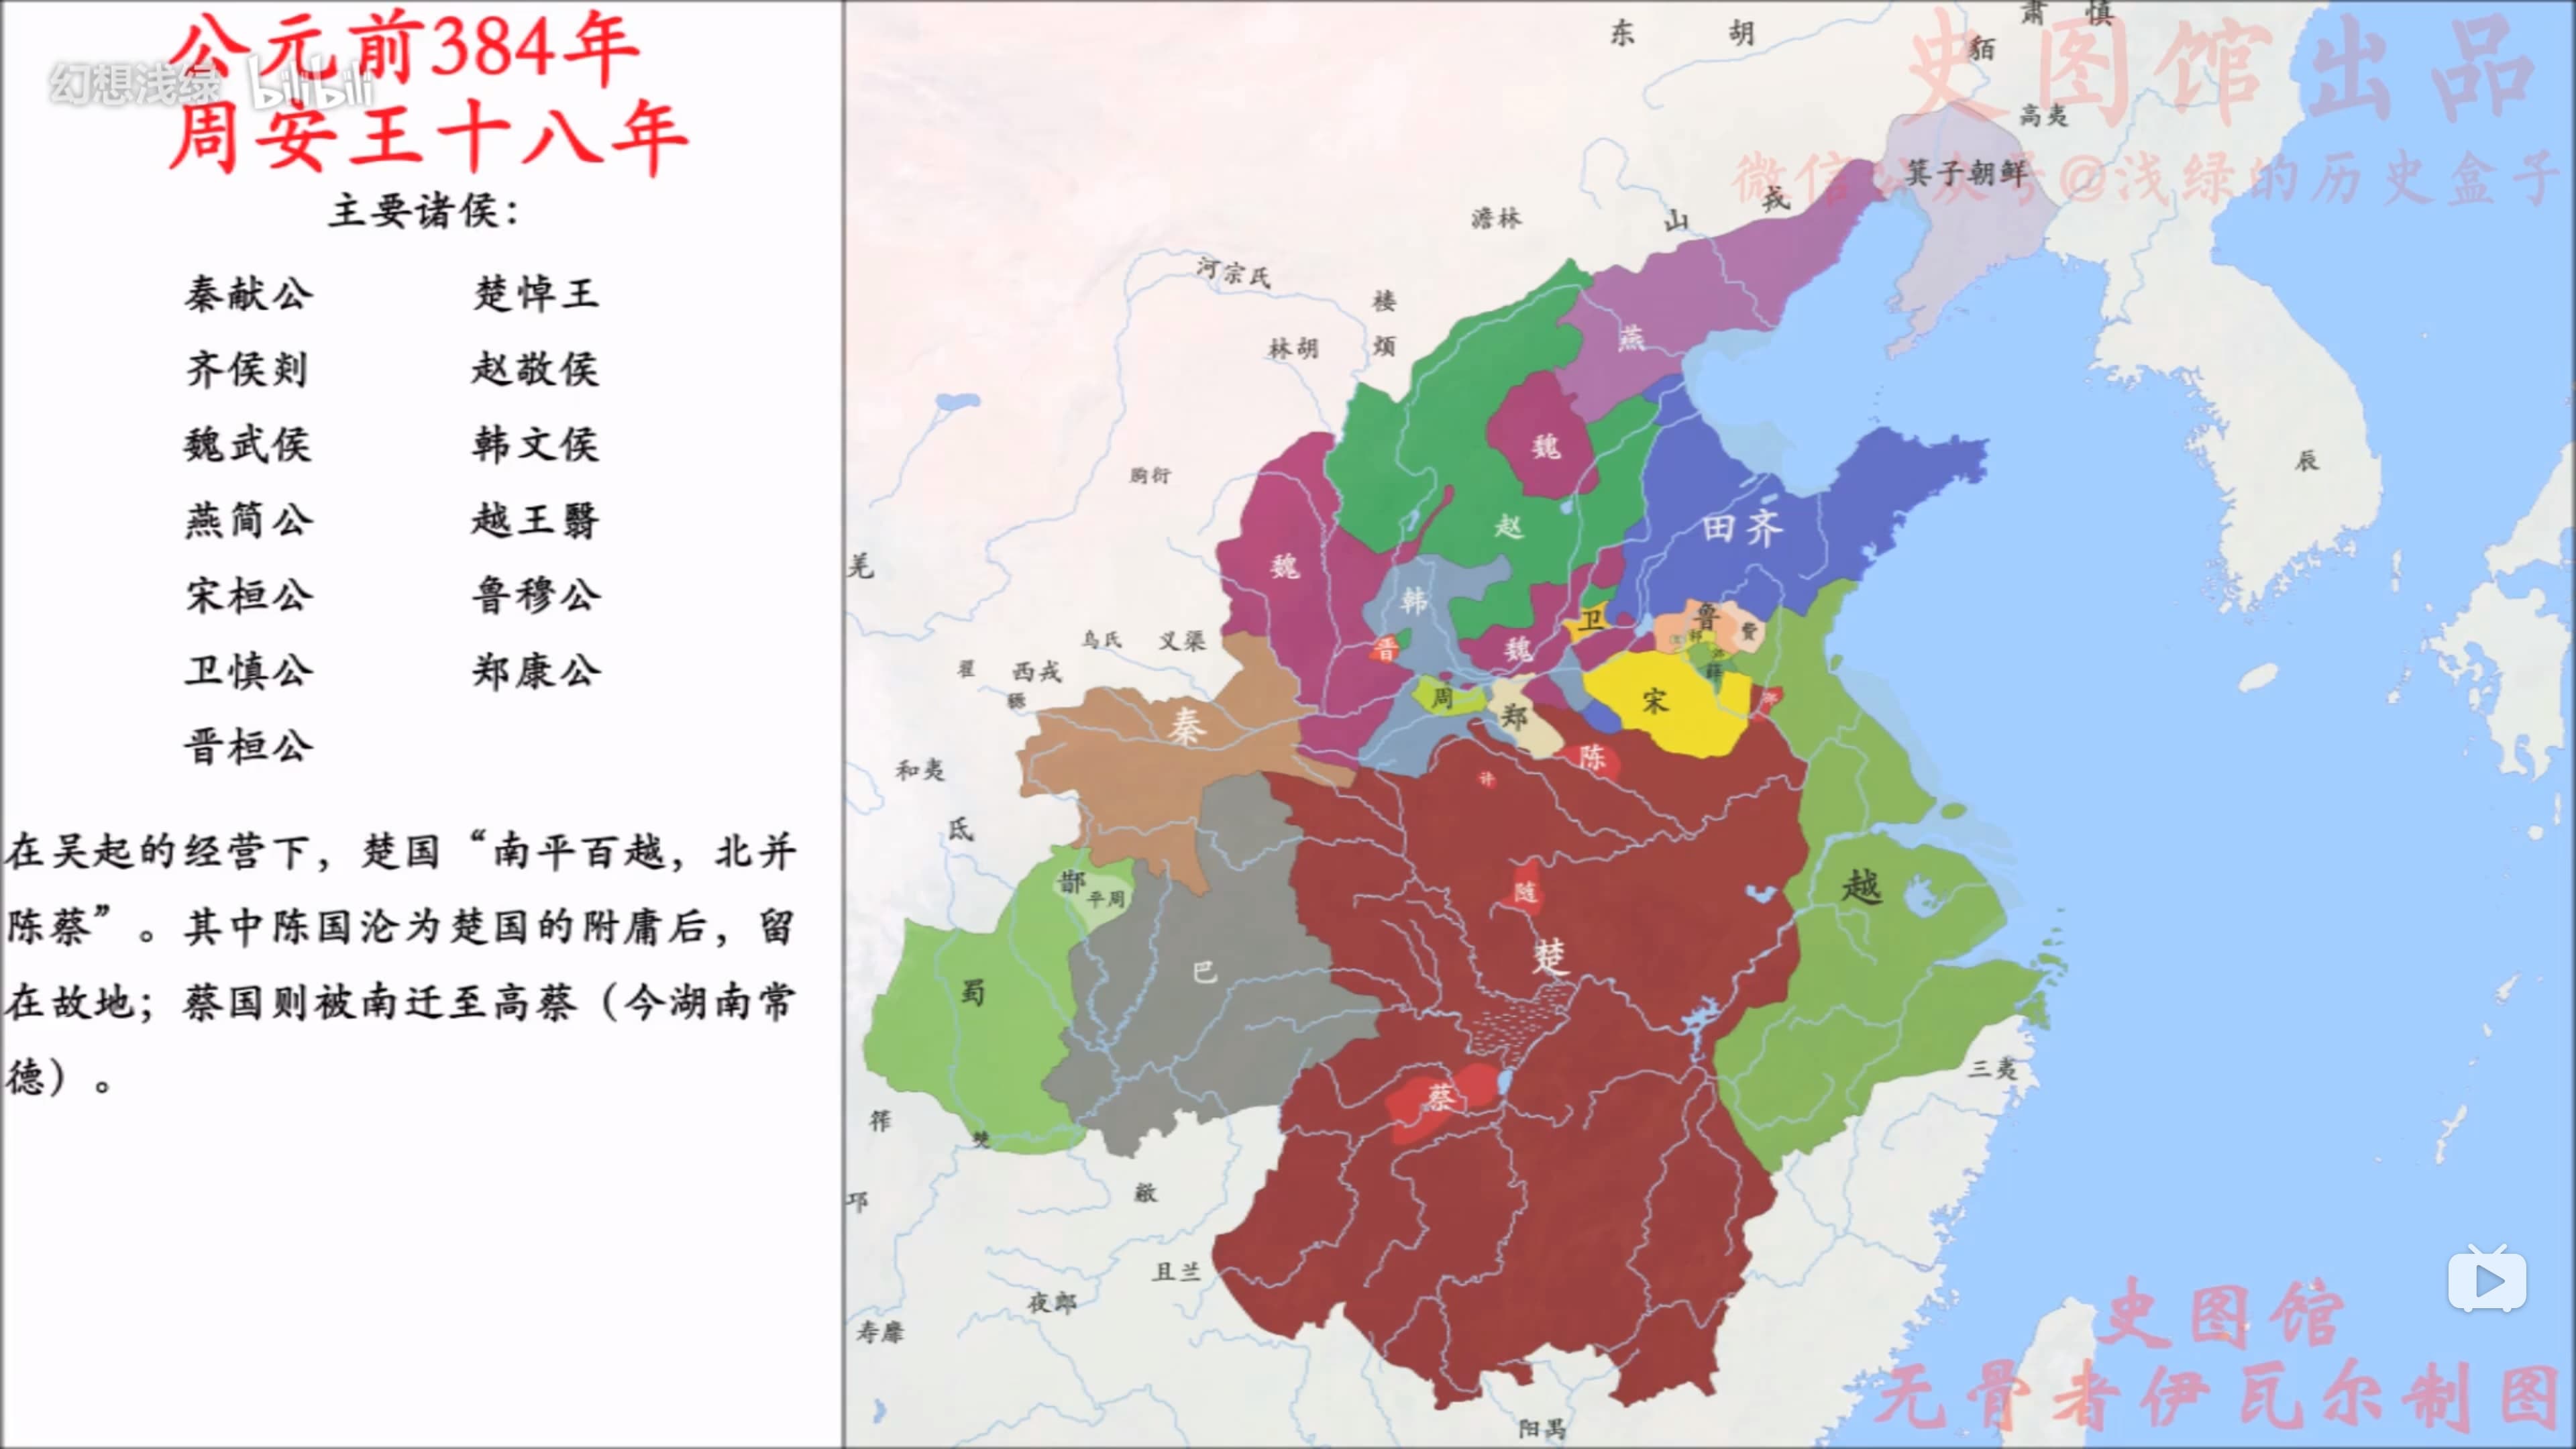 公元前384年
幻想浅绿 bilibili
周安王十八年
主要诸侯：
秦献公 楚悼王
齐侯剡 赵敬侯
魏武侯 韩文侯
燕简公 越王翳
宋桓公 鲁穆公
卫慎公 郑康公
晋桓公
在吴起的经营下，楚国“南平百越，北并
陈蔡”。其中陈国沦为楚国的附庸后，留
在故地；蔡国则被南迁至高蔡（今湖南常
德）。
史图馆出品
微信公众号@浅绿的历史盒子
东胡
肃慎
貊
高夷
箕子朝鲜
山戎
澹林
河宗氏
楼烦
林胡
燕
魏
朐衍
辰
赵
田齐
羌
魏
韩
卫
鲁
费
晋
魏
乌氏
义渠
翟
西戎
薛
周
郑
宋
郯
秦
陈
许
和夷
氐
鄑
平周
随
越
楚
巴
蜀
三夷
蔡
筰
僰
邛
敝
且兰
夜郎
寿靡
阳禺
史图馆
无骨者伊瓦尔制图